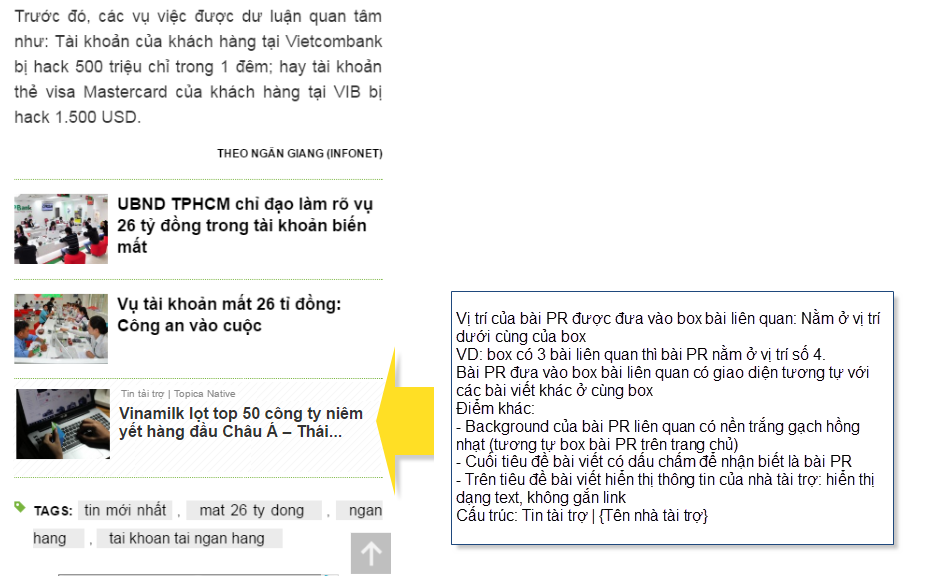 Trước đó, các vụ việc được dư luận quan tâm
như: Tài khoản của khách hàng tại Vietcombank
bị hack 500 triệu chỉ trong 1 đêm; hay tài khoản
thẻ visa Mastercard của khách hàng tại VIB bị
hack 1.500 USD.
THEO NGÂN GIANG (INFONET)
UBND TPHCM chỉ đạo làm rõ vụ
26 tỷ đồng trong tài khoản biến
mất
Vụ tài khoản mất 26 tỉ đồng:
Công an vào cuộc
Tin tài trợ | Topica Native
Vinamilk lọt top 50 công ty niêm
yết hàng đầu Châu Á – Thái...
TAGS: tin mới nhất , mat 26 ty dong , ngan
hang , tai khoan tai ngan hang
Vị trí của bài PR được đưa vào box bài liên quan: Nằm ở vị trí
dưới cùng của box
VD: box có 3 bài liên quan thì bài PR nằm ở vị trí số 4.
Bài PR đưa vào box bài liên quan có giao diện tương tự với
các bài viết khác ở cùng box
Điểm khác:
- Background của bài PR liên quan có nền trắng gạch hồng
nhạt (tương tự box bài PR trên trang chủ)
- Cuối tiêu đề bài viết có dấu chấm để nhận biết là bài PR
- Trên tiêu đề bài viết hiển thị thông tin của nhà tài trợ: hiển thị
dạng text, không gắn link
Cấu trúc: Tin tài trợ | {Tên nhà tài trợ}